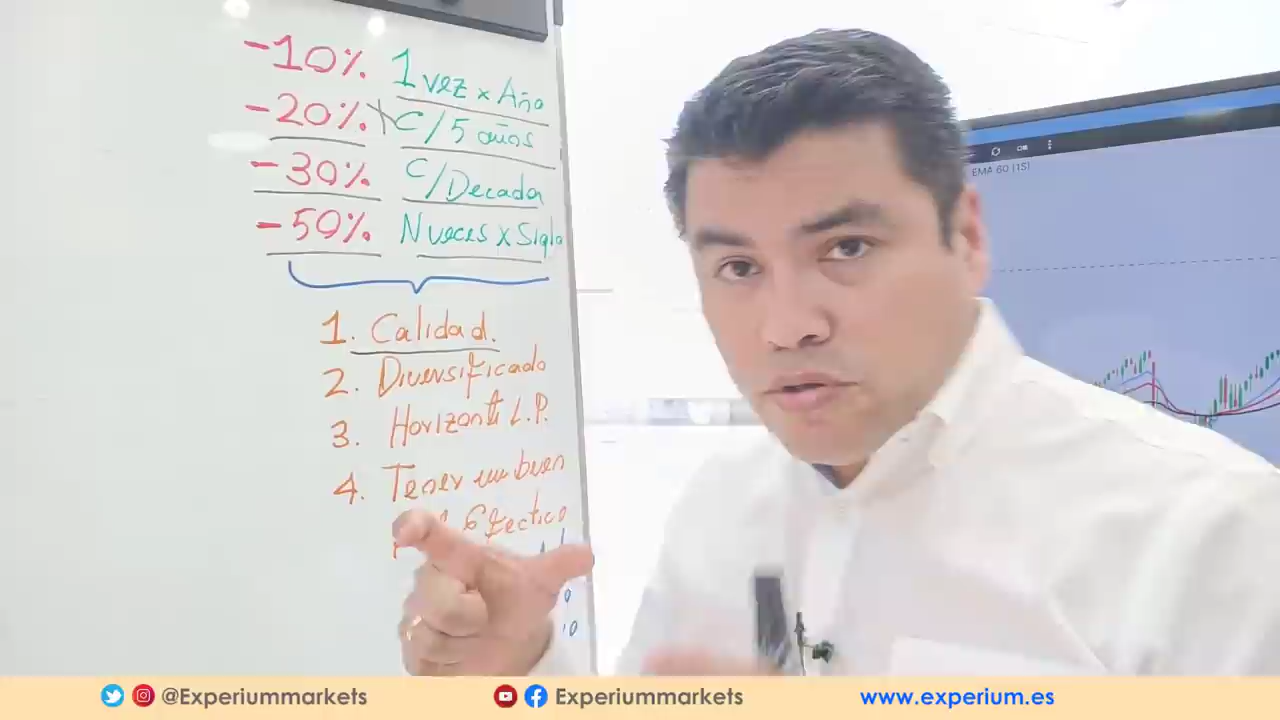 -10% 1 vez x Año
-20% C/5 años
-30% C/Decada
-50% N veces x Siglo
1. Calidad.
2. Diversificado
3. Horizonte L.P.
4. Tener un buen
Efectivo
EMA 60 (15)
@Experiummarkets
Experiummarkets
www.experium.es